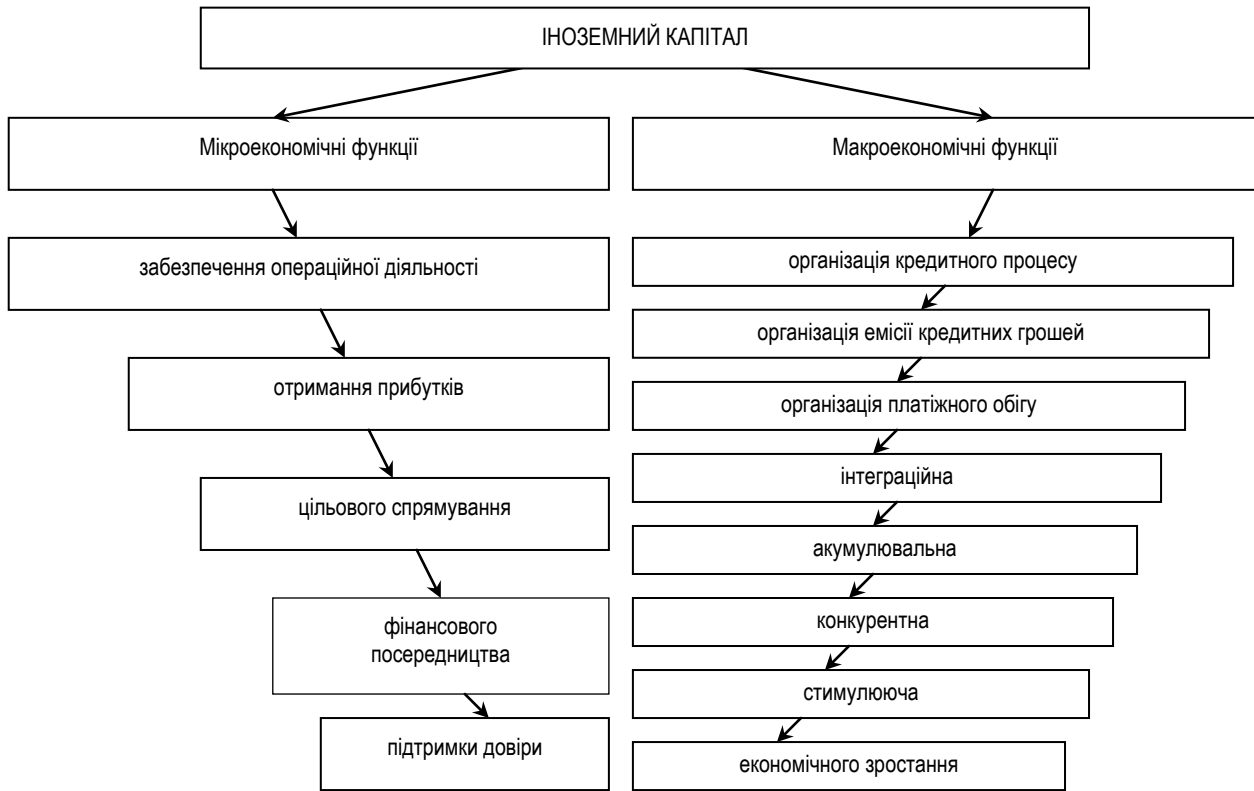 ІНОЗЕМНИЙ КАПІТАЛ
Мікроекономічні функції
забезпечення операційної діяльності
отримання прибутків
цільового спрямування
фінансового
посередництва
підтримки довіри
Макроекономічні функції
організація кредитного процесу
організація емісії кредитних грошей
організація платіжного обігу
інтеграційна
акумулювальна
конкурентна
стимулююча
економічного зростання